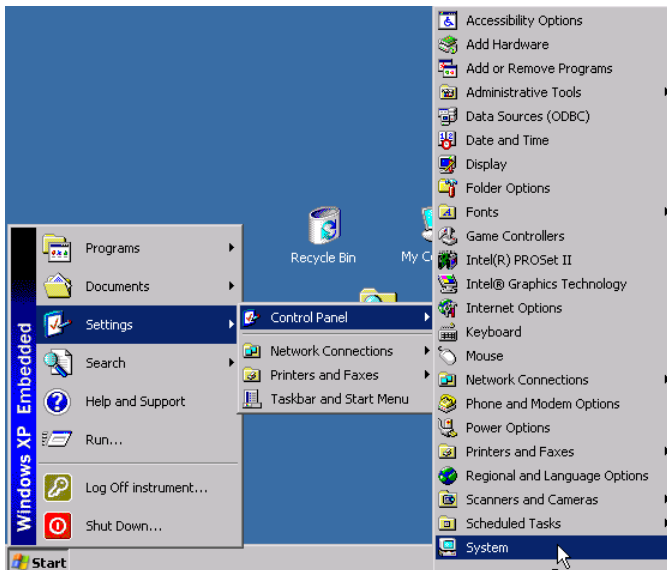 Accessibility Options
Add Hardware
Add or Remove Programs
Administrative Tools
Data Sources (ODBC)
Date and Time
Display
Folder Options
Fonts
Game Controllers
Intel(R) PROSet II
Intel® Graphics Technology
Internet Options
Keyboard
Mouse
Network Connections
Phone and Modem Options
Power Options
Printers and Faxes
Regional and Language Options
Scanners and Cameras
Scheduled Tasks
System
Recycle Bin
My
Control Panel
Network Connections
Printers and Faxes
Taskbar and Start Menu
Programs
Documents
Settings
Search
Help and Support
Run...
Log Off instrument...
Shut Down...
Windows XP Embedded
Start